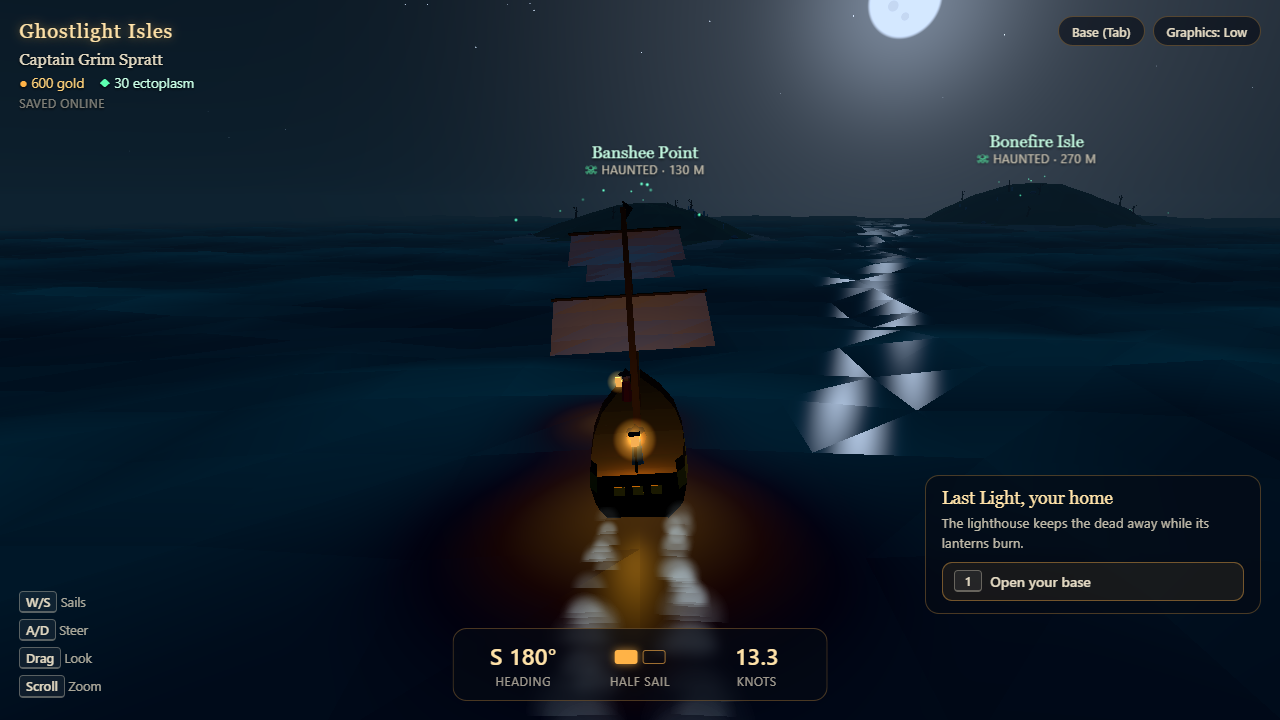 Ghostlight Isles
Captain Grim Spratt
600 gold 30 ectoplasm
SAVED ONLINE
Base (Tab) Graphics: Low
Banshee Point
HAUNTED · 130 M
Bonefire Isle
HAUNTED · 270 M
Last Light, your home
The lighthouse keeps the dead away while its
lanterns burn.
1 Open your base
W/S Sails
A/D Steer
Drag Look
Scroll Zoom
S 180° 13.3
HEADING HALF SAIL KNOTS